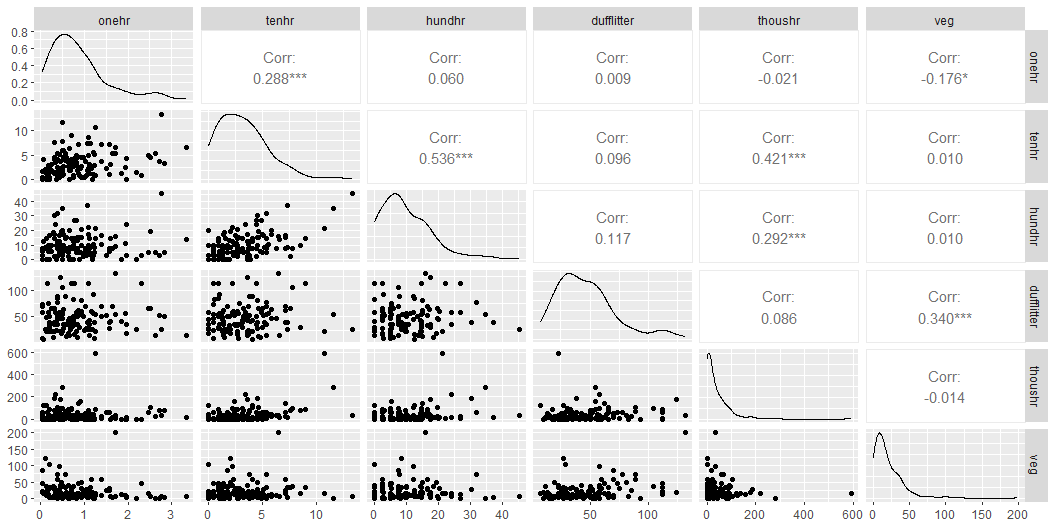 onehr tenhr hundhr dufflitter thoushr veg
0.8
0.6
0.4
0.2
0.0
Corr:
0.288***
Corr:
0.060
Corr:
0.009
Corr:
-0.021
Corr:
-0.176*
onehr
10
5
0
Corr:
0.536***
Corr:
0.096
Corr:
0.421***
Corr:
0.010
tenhr
40
30
20
10
0
Corr:
0.117
Corr:
0.292***
Corr:
0.010
hundhr
100
50
Corr:
0.086
Corr:
0.340***
dufflitter
600
400
200
0
Corr:
-0.014
thoushr
200
150
100
50
0
veg
0 1 2 3
0 5 10
0 10 20 30 40
50 100
0 200 400 600
0 50 100 150 200